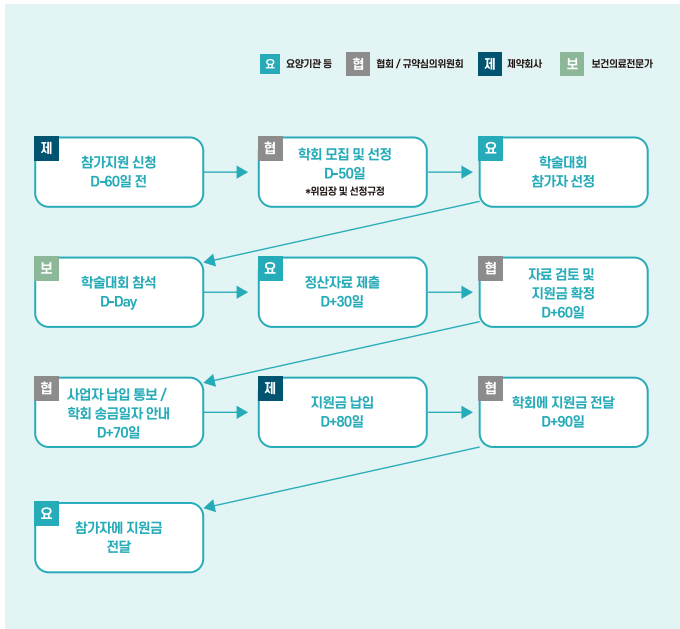 요 요양기관 등 협 협회 / 규약심의위원회 제 제약회사 보 보건의료전문가
제
참가지원 신청
D-60일 전
협
학회 모집 및 선정
D-50일
*위임장 및 선정규정
요
학술대회
참가자 선정
보
학술대회 참석
D-Day
요
정산자료 제출
D+30일
협
자료 검토 및
지원금 확정
D+60일
협
사업자 납입 통보 /
학회 송금일자 안내
D+70일
제
지원금 납입
D+80일
협
학회에 지원금 전달
D+90일
요
참가자에 지원금
전달